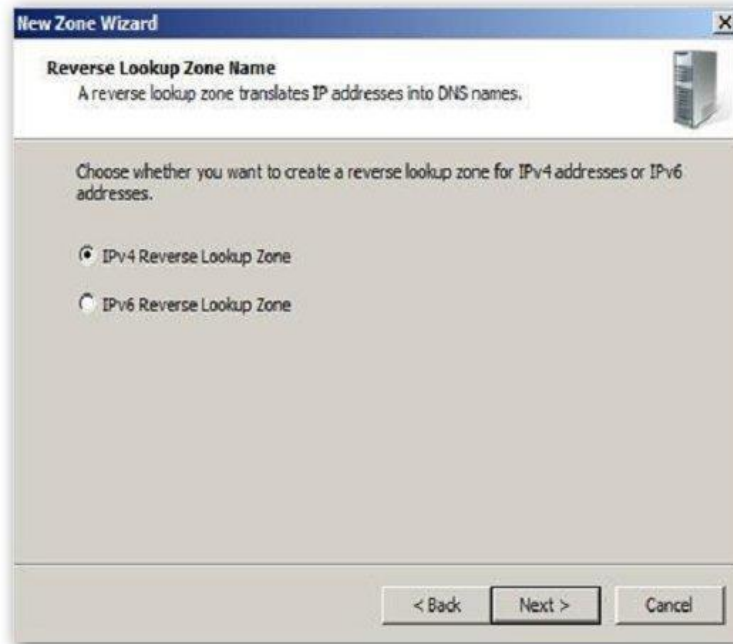 New Zone Wizard
Reverse Lookup Zone Name
A reverse lookup zone translates IP addresses into DNS names.
Choose whether you want to create a reverse lookup zone for IPv4 addresses or IPv6
addresses.
IPv4 Reverse Lookup Zone
IPv6 Reverse Lookup Zone
< Back Next > Cancel